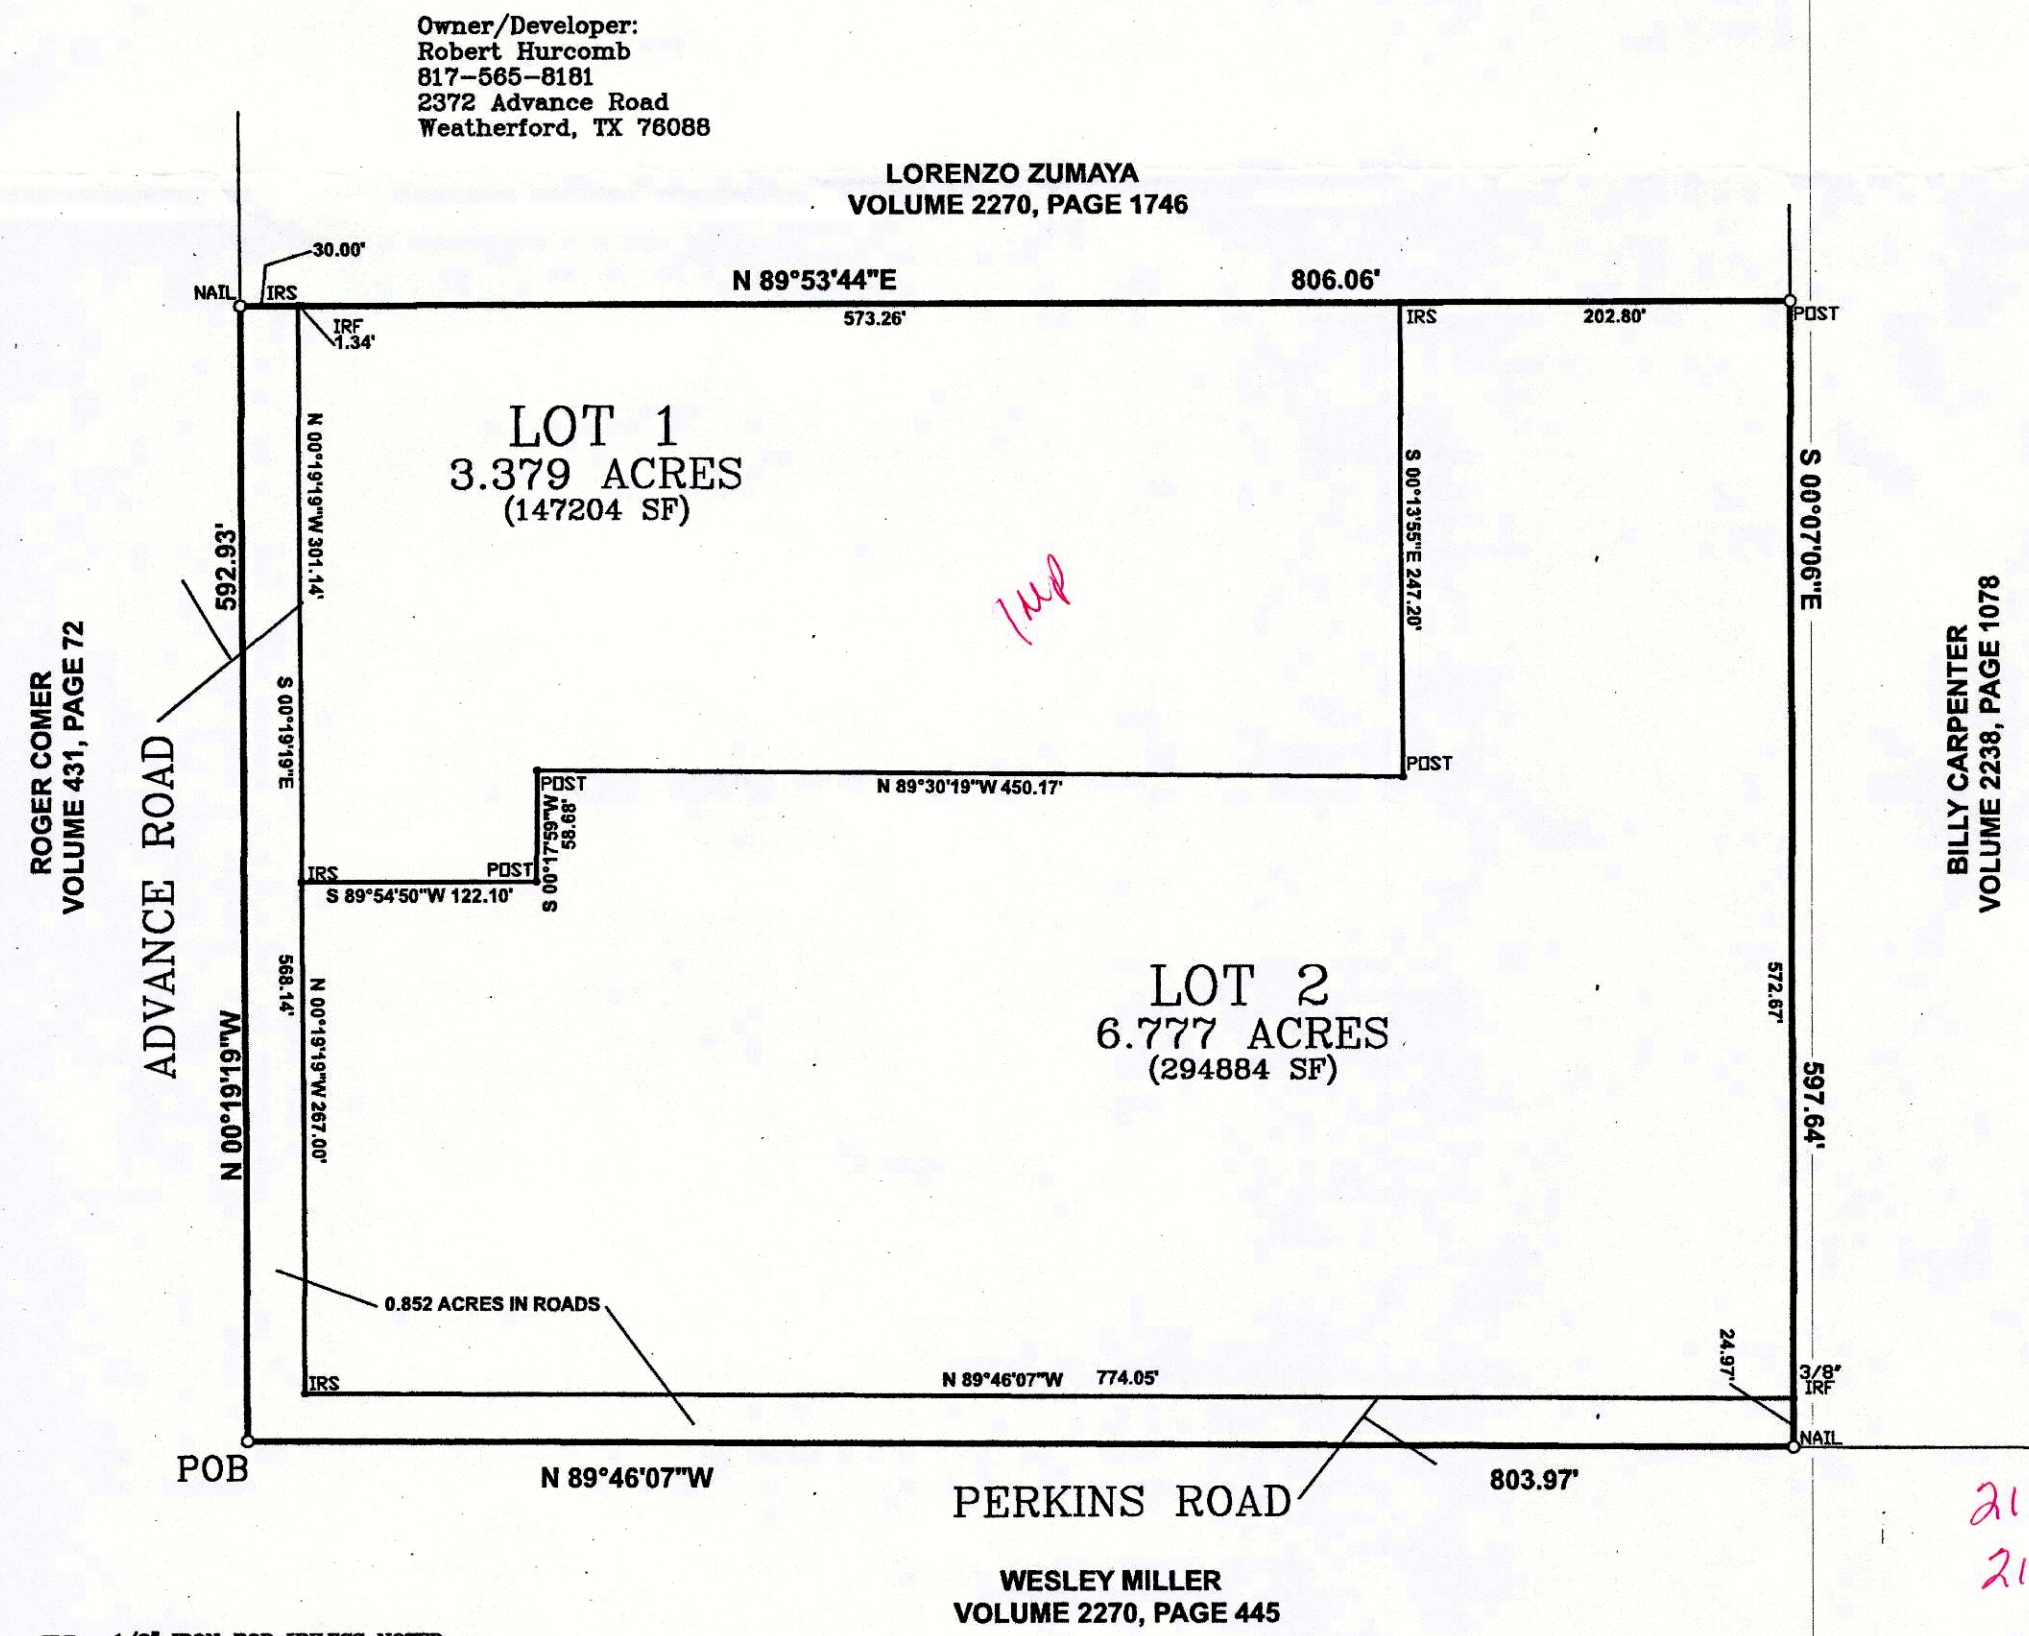 Owner/Developer:
Robert Hurcomb
817-565-8181
2372 Advance Road
Weatherford, TX 76088
LORENZO ZUMAYA
VOLUME 2270, PAGE 1746
30.00'
NAIL
IRS
N 89°53'44"E
806.06'
IRF
1.34'
573.26'
IRS
202.80'
POST
LOT 1
3.379 ACRES
(147204 SF)
N 00°19'19"W 301.14'
S 00°13'55"E 247.20'
S 00°07'06"E
592.93'
Imp
ROGER COMER
VOLUME 431, PAGE 72
BILLY CARPENTER
VOLUME 2238, PAGE 1078
ADVANCE ROAD
S 00°19'19"E
POST
N 89°30'19"W 450.17'
POST
S 00°17'59"W
58.68'
IRS
POST
S 89°54'50"W 122.10'
568.14'
N 00°19'19"W 267.00'
N 00°19'19"W
LOT 2
6.777 ACRES
(294884 SF)
572.67'
597.64'
0.852 ACRES IN ROADS
IRS
N 89°46'07"W 774.05'
24.97'
3/8"
IRF
NAIL
POB
N 89°46'07"W
803.97'
PERKINS ROAD
21
21
WESLEY MILLER
VOLUME 2270, PAGE 445
IRON ROD UNLESS NOTED